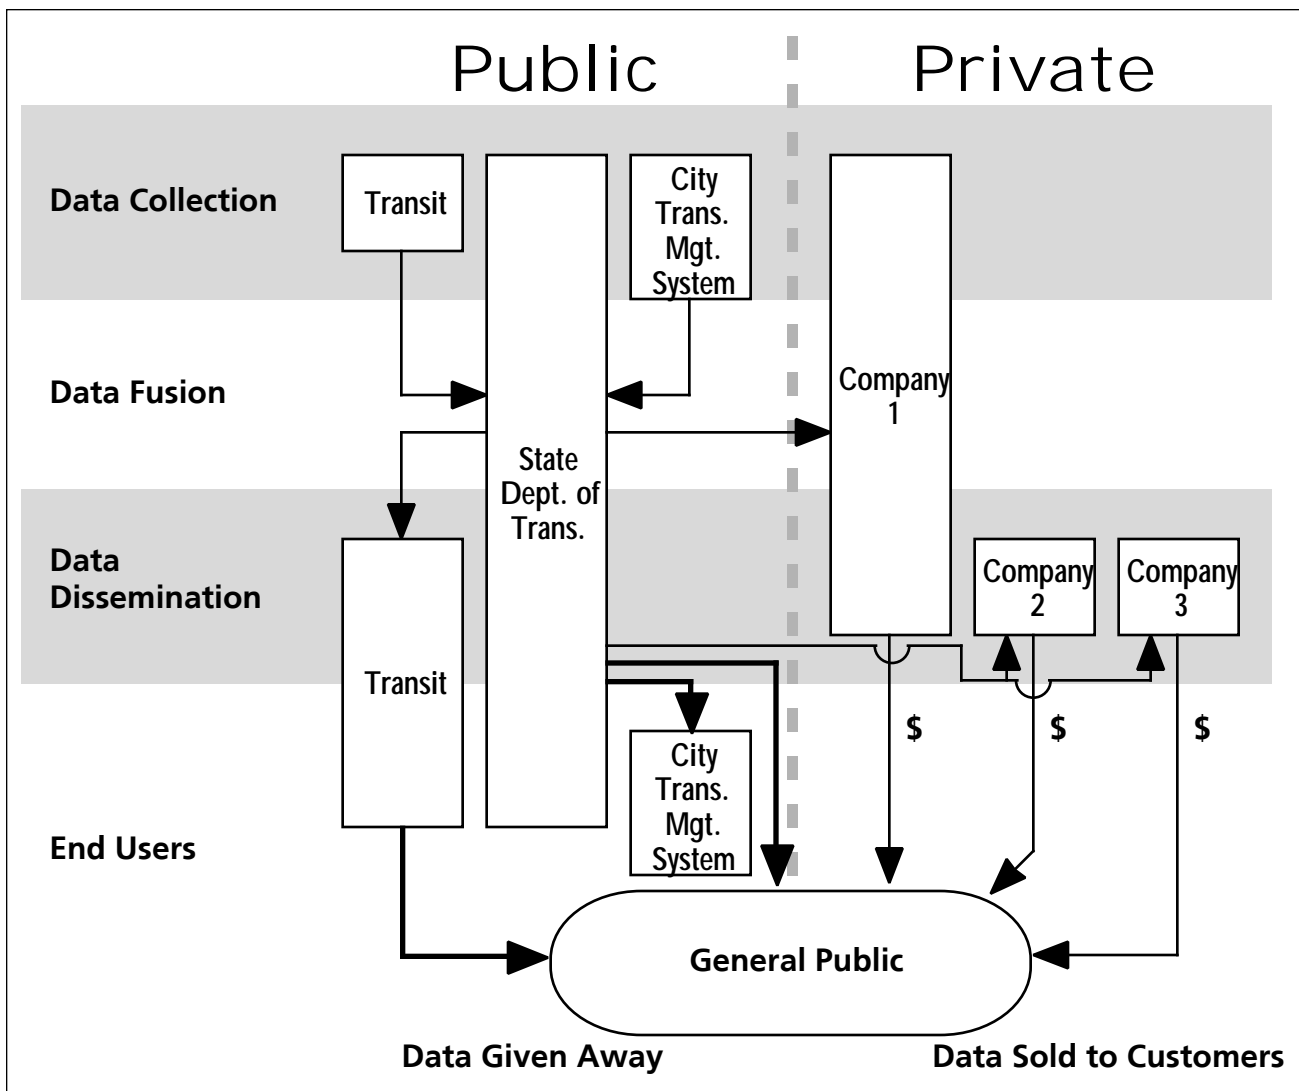 Public
Private
Data Collection
Transit
City
Trans.
Mgt.
System
Data Fusion
Company
1
State
Dept. of
Trans.
Data
Dissemination
Company
2
Company
3
Transit
$
$
$
City
Trans.
Mgt.
System
End Users
General Public
Data Given Away
Data Sold to Customers